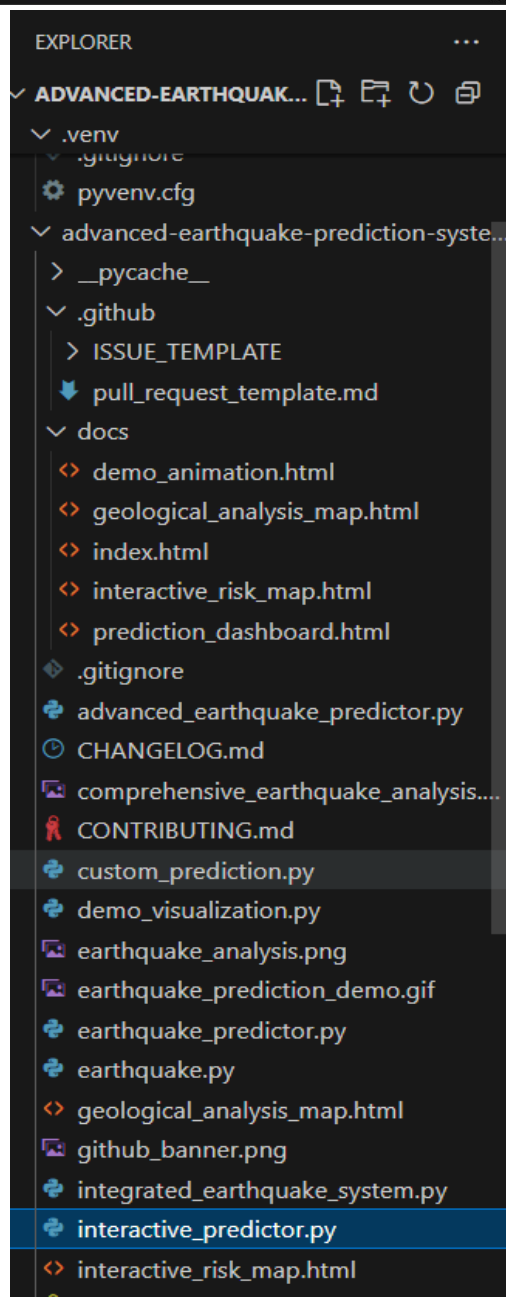 EXPLORER
ADVANCED-EARTHQUAK...
.venv
.gitignore
pyvenv.cfg
advanced-earthquake-prediction-syste...
__pycache__
.github
ISSUE_TEMPLATE
pull_request_template.md
docs
demo_animation.html
geological_analysis_map.html
index.html
interactive_risk_map.html
prediction_dashboard.html
.gitignore
advanced_earthquake_predictor.py
CHANGELOG.md
comprehensive_earthquake_analysis....
CONTRIBUTING.md
custom_prediction.py
demo_visualization.py
earthquake_analysis.png
earthquake_prediction_demo.gif
earthquake_predictor.py
earthquake.py
geological_analysis_map.html
github_banner.png
integrated_earthquake_system.py
interactive_predictor.py
interactive_risk_map.html